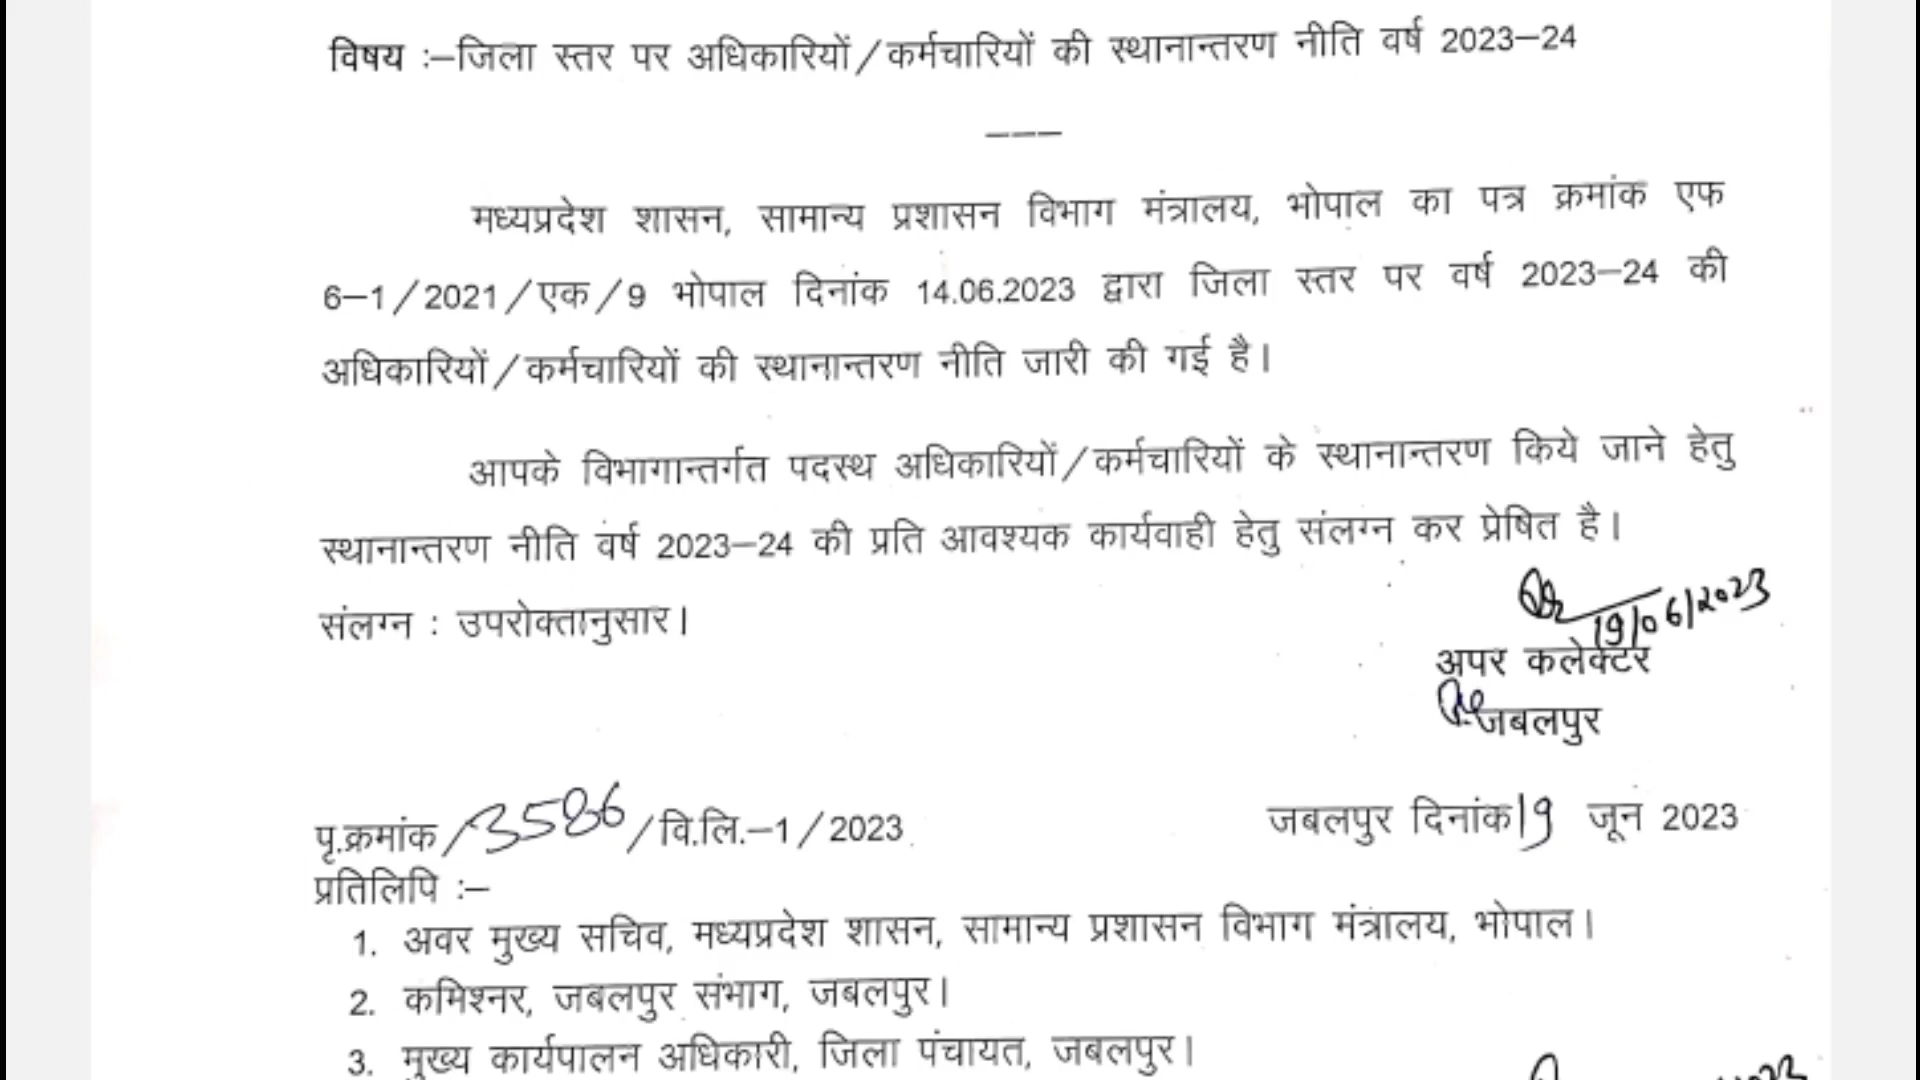 विषय :–जिला स्तर पर अधिकारियों/कर्मचारियों की स्थानान्तरण नीति वर्ष 2023–24
–––
मध्यप्रदेश शासन, सामान्य प्रशासन विभाग मंत्रालय, भोपाल का पत्र क्रमांक एफ
6–1/2021/एक/9 भोपाल दिनांक 14.06.2023 द्वारा जिला स्तर पर वर्ष 2023–24 की
अधिकारियों/कर्मचारियों की स्थानान्तरण नीति जारी की गई है।
आपके विभागान्तर्गत पदस्थ अधिकारियों/कर्मचारियों के स्थानान्तरण किये जाने हेतु
स्थानान्तरण नीति वर्ष 2023–24 की प्रति आवश्यक कार्यवाही हेतु संलग्न कर प्रेषित है।
संलग्न : उपरोक्तानुसार।
19/06/2023
अपर कलेक्टर
जबलपुर
पृ.क्रमांक/3586/वि.लि.–1/2023 जबलपुर दिनांक 19 जून 2023
प्रतिलिपि :–
1. अवर मुख्य सचिव, मध्यप्रदेश शासन, सामान्य प्रशासन विभाग मंत्रालय, भोपाल।
2. कमिश्नर, जबलपुर संभाग, जबलपुर।
3. मुख्य कार्यपालन अधिकारी, जिला पंचायत, जबलपुर।